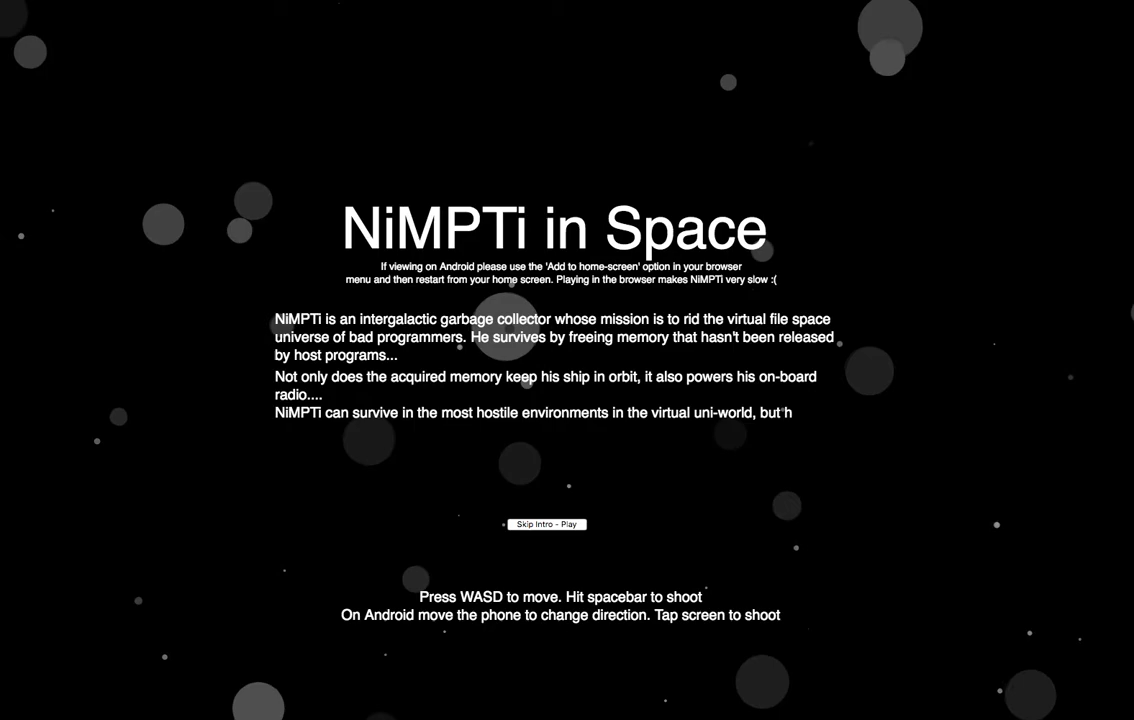 NiMPTi in Space
If viewing on Android please use the 'Add to home-screen' option in your browser
menu and then restart from your home screen. Playing in the browser makes NiMPTi very slow :(
NiMPTi is an intergalactic garbage collector whose mission is to rid the virtual file space
universe of bad programmers. He survives by freeing memory that hasn't been released
by host programs...
Not only does the acquired memory keep his ship in orbit, it also powers his on-board
radio....
NiMPTi can survive in the most hostile environments in the virtual uni-world, but h
Skip Intro - Play
Press WASD to move. Hit spacebar to shoot
On Android move the phone to change direction. Tap screen to shoot